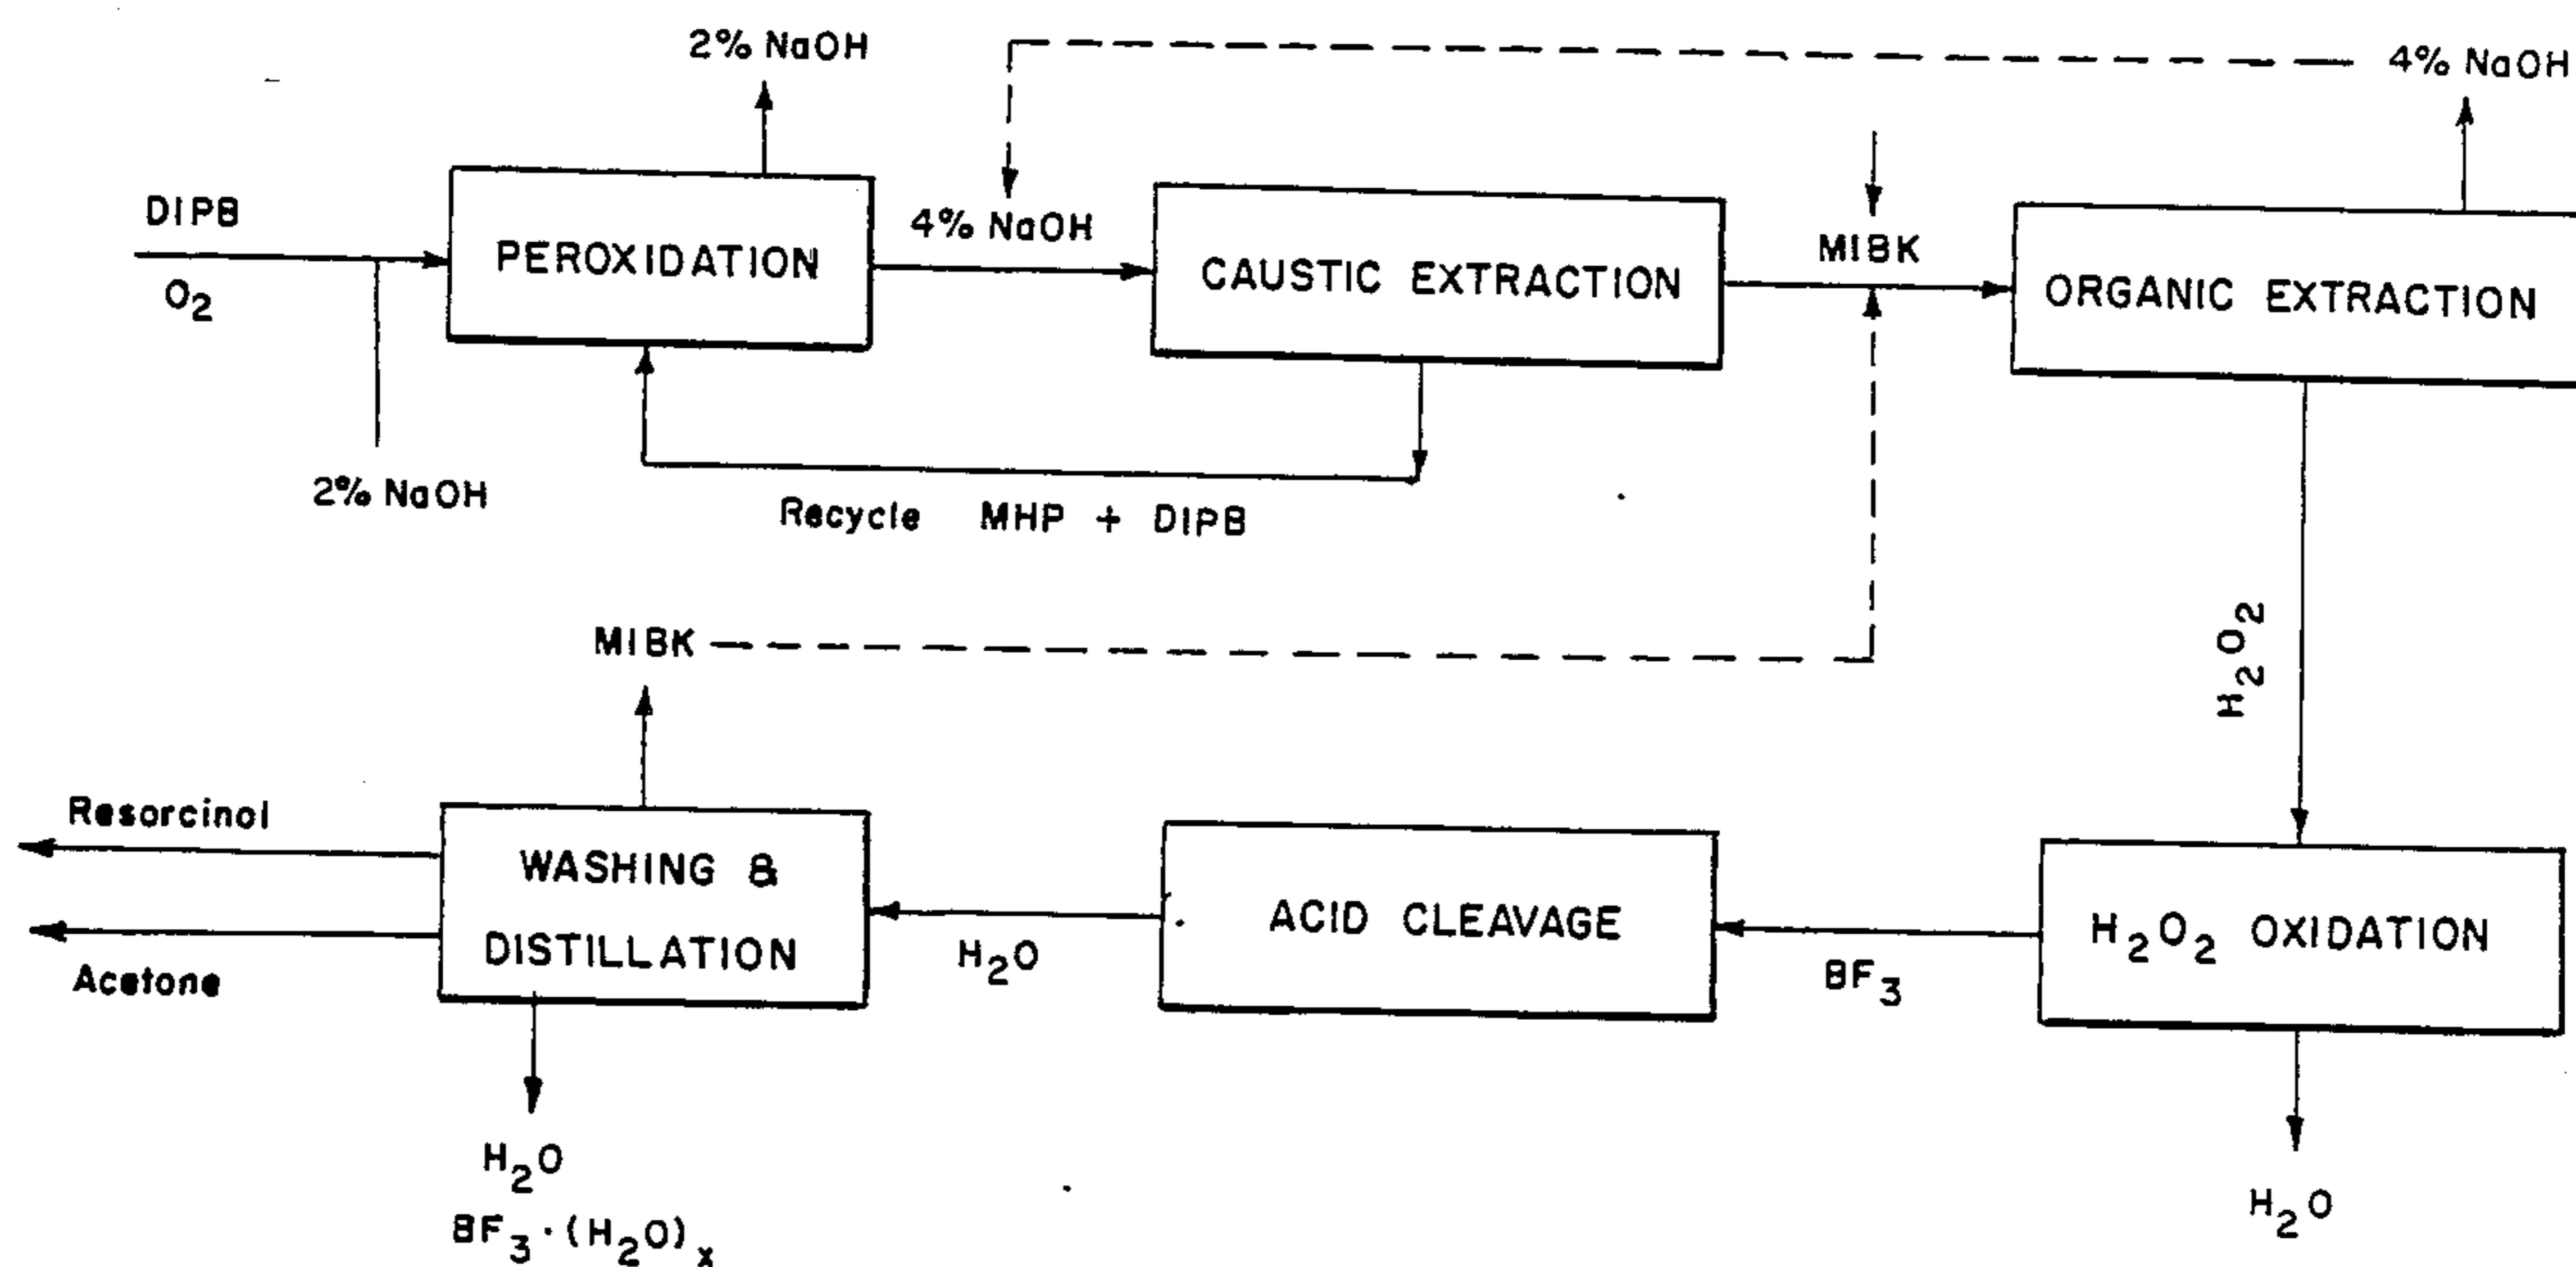 2% NaOH
4% NaOH
DIPB
O2
PEROXIDATION
4% NaOH
CAUSTIC EXTRACTION
MIBK
ORGANIC EXTRACTION
2% NaOH
Recycle MHP + DIPB
MIBK
H2O2
Resorcinol
Acetone
WASHING &
DISTILLATION
H2O
ACID CLEAVAGE
BF3
H2O2 OXIDATION
H2O
BF3·(H2O)x
H2O